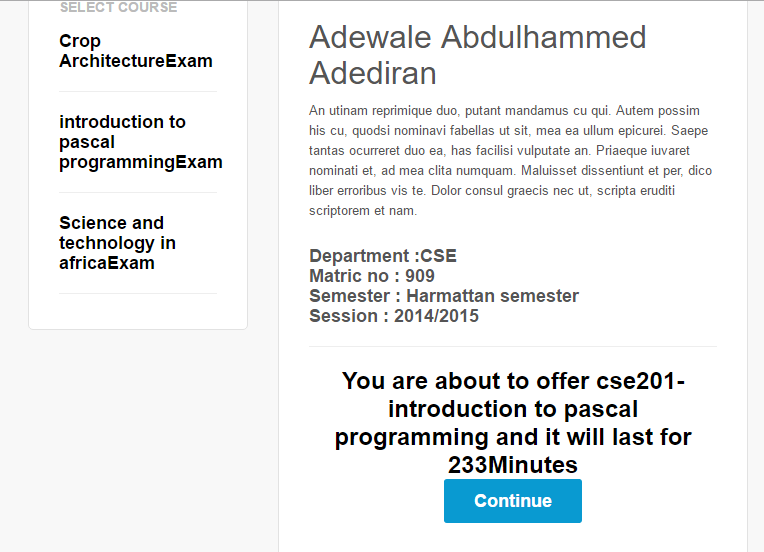 SELECT COURSE
Crop
ArchitectureExam
introduction to
pascal
programmingExam
Science and
technology in
africaExam
Adewale Abdulhammed
Adediran
An utinam reprimique duo, putant mandamus cu qui. Autem possim
his cu, quodsi nominavi fabellas ut sit, mea ea ullum epicurei. Saepe
tantas ocurreret duo ea, has facilisi vulputate an. Priaeque iuvaret
nominati et, ad mea clita numquam. Maluisset dissentiunt et per, dico
liber erroribus vis te. Dolor consul graecis nec ut, scripta eruditi
scriptorem et nam.
Department :CSE
Matric no : 909
Semester : Harmattan semester
Session : 2014/2015
You are about to offer cse201-
introduction to pascal
programming and it will last for
233Minutes
Continue